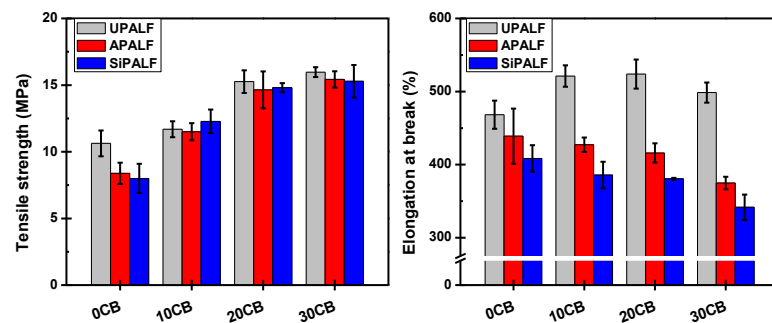 Tensile strength (MPa)
20
15
10
5
0
UPALF
APALF
SiPALF
0CB
10CB
20CB
30CB
Elongation at break (%)
600
500
400
300
0
UPALF
APALF
SiPALF
0CB
10CB
20CB
30CB